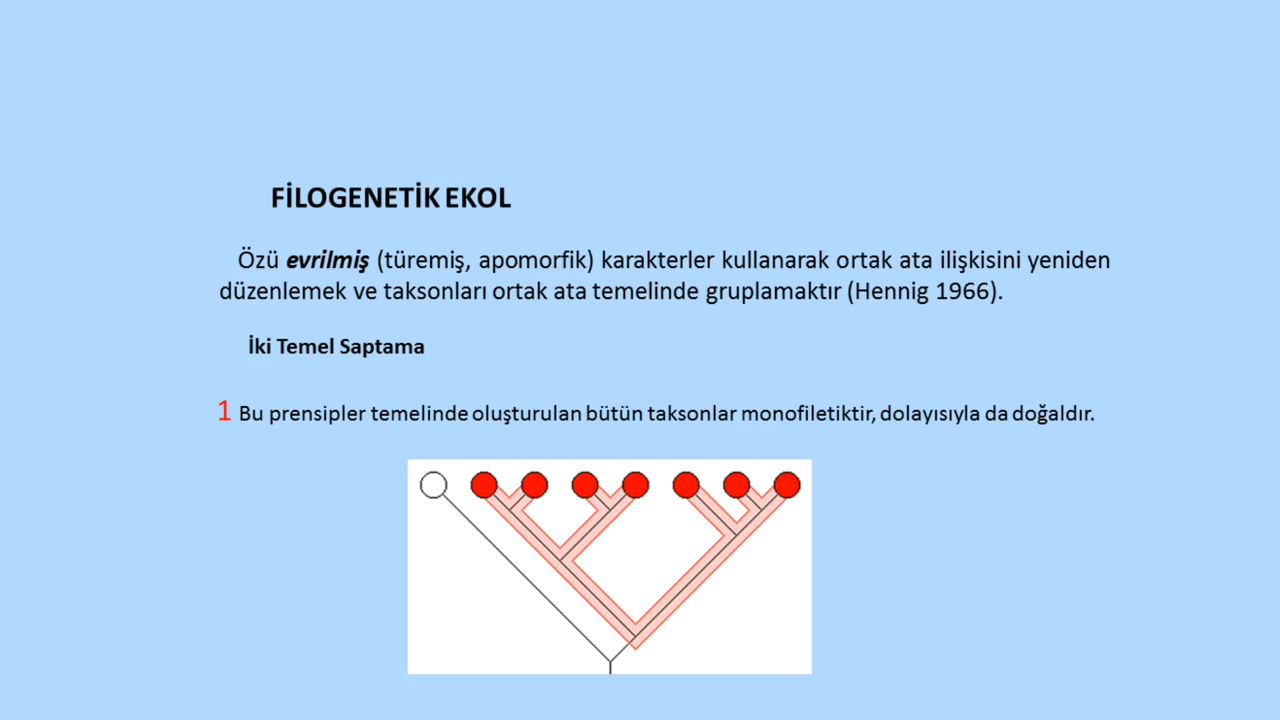 FİLOGENETİK EKOL
Özü evrilmiş (türemiş, apomorfik) karakterler kullanarak ortak ata ilişkisini yeniden
düzenlemek ve taksonları ortak ata temelinde gruplamaktır (Hennig 1966).
İki Temel Saptama
1 Bu prensipler temelinde oluşturulan bütün taksonlar monofiletiktir, dolayısıyla da doğaldır.